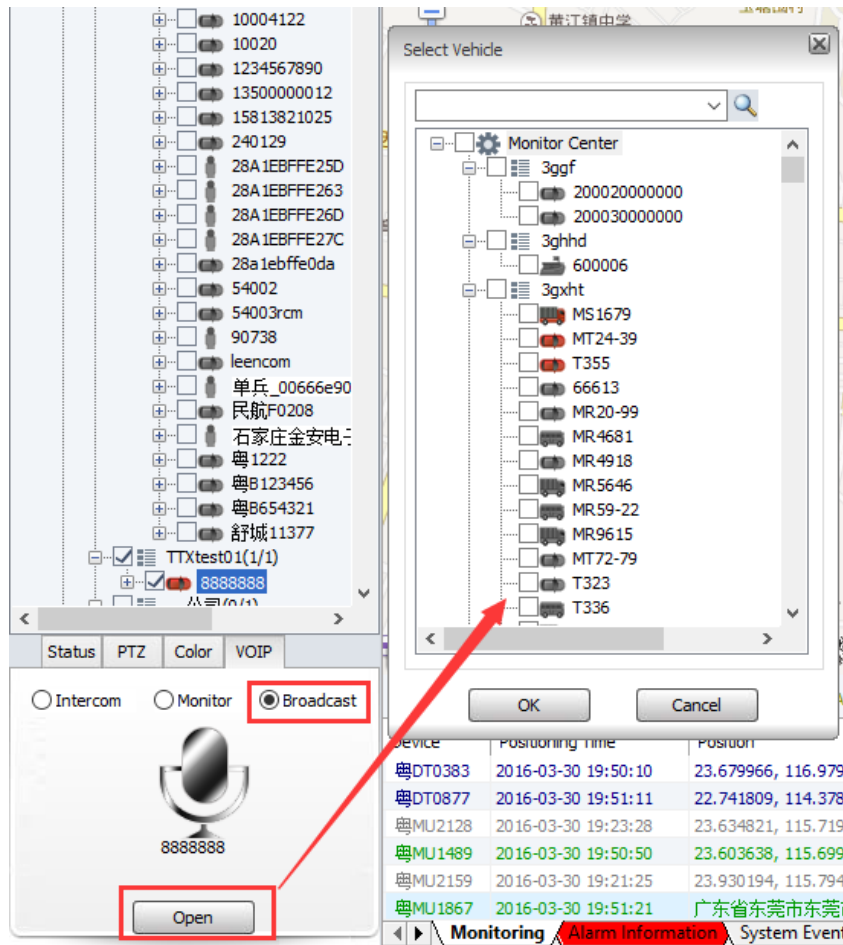 10004122
10020
1234567890
13500000012
15813821025
240129
28A1EBFFE25D
28A1EBFFE263
28A1EBFFE26D
28A1EBFFE27C
28a1ebffe0da
54002
54003rcm
90738
leencom
单兵_00666e90
民航F0208
石家庄金安电
粤1222
粤B123456
粤B654321
舒城11377
TTXtest01(1/1)
8888888
Status PTZ Color VOIP
Intercom Monitor Broadcast
8888888
Open
黄江镇中学
Select Vehicle
Monitor Center
3ggf
200020000000
200030000000
3ghhd
600006
3gxht
MS1679
MT24-39
T355
66613
MR20-99
MR4681
MR4918
MR5646
MR59-22
MR9615
MT72-79
T323
T336
OK Cancel
Device Positioning Time Position
粤DT0383 2016-03-30 19:50:10 23.679966, 116.979
粤DT0877 2016-03-30 19:51:11 22.741809, 114.378
粤MU2128 2016-03-30 19:23:28 23.634821, 115.719
粤MU1489 2016-03-30 19:50:50 23.603638, 115.699
粤MU2159 2016-03-30 19:21:25 23.930194, 115.794
粤MU1867 2016-03-30 19:51:21 广东省东莞市东莞
Monitoring Alarm Information System Event